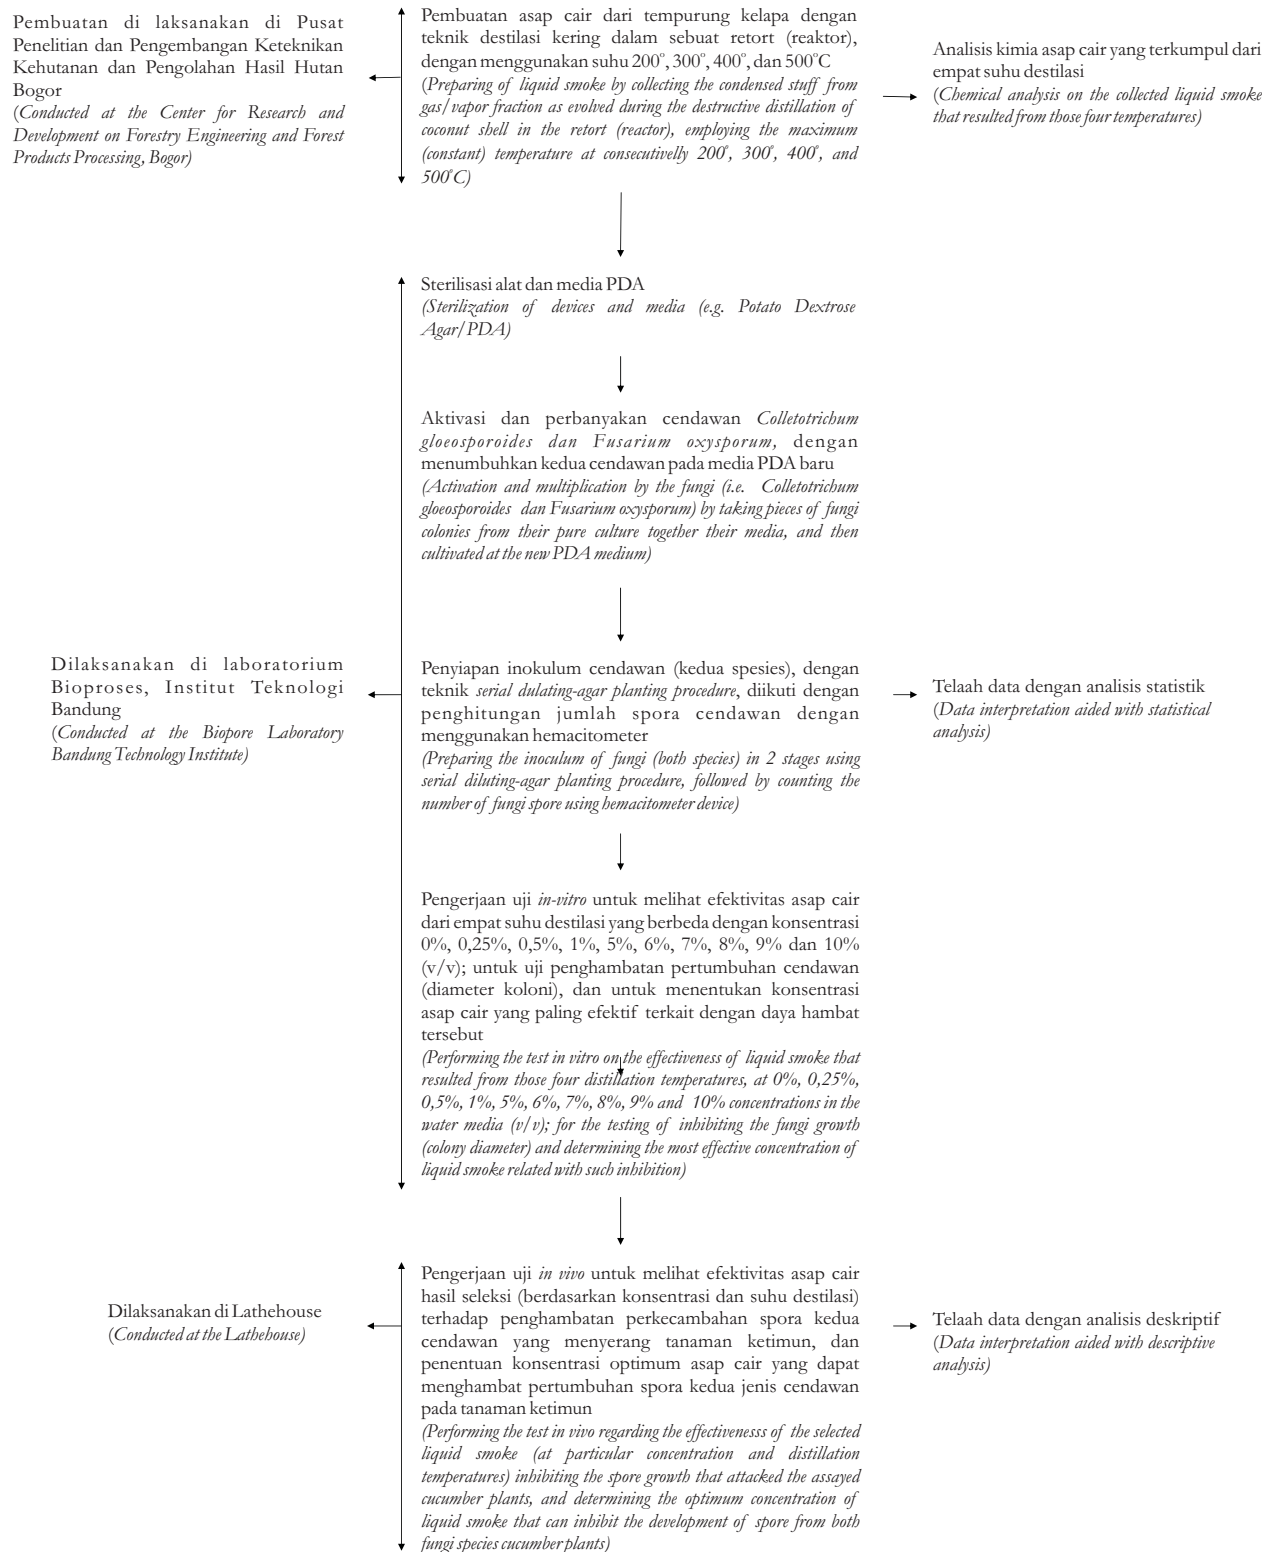 Pembuatan di laksanakan di Pusat
Penelitian dan Pengembangan Keteknikan
Kehutanan dan Pengolahan Hasil Hutan
Bogor
(Conducted at the Center for Research and
Development on Forestry Engineering and Forest
Products Processing, Bogor)
Pembuatan asap cair dari tempurung kelapa dengan
teknik destilasi kering dalam sebuat retort (reaktor),
dengan menggunakan suhu 200°, 300°, 400°, dan 500°C
(Preparing of liquid smoke by collecting the condensed stuff from
gas/vapor fraction as evolved during the destructive distillation of
coconut shell in the retort (reactor), employing the maximum
(constant) temperature at consecutivelly 200°, 300°, 400°, and
500°C)
Analisis kimia asap cair yang terkumpul dari
empat suhu destilasi
(Chemical analysis on the collected liquid smoke
that resulted from those four temperatures)
Sterilisasi alat dan media PDA
(Sterilization of devices and media (e.g. Potato Dextrose
Agar/PDA)
Aktivasi dan perbanyakan cendawan Colletotrichum
gloeosporoides dan Fusarium oxysporum, dengan
menumbuhkan kedua cendawan pada media PDA baru
(Activation and multiplication by the fungi (i.e. Colletotrichum
gloeosporoides dan Fusarium oxysporum) by taking pieces of fungi
colonies from their pure culture together their media, and then
cultivated at the new PDA medium)
Dilaksanakan di laboratorium
Bioproses, Institut Teknologi
Bandung
(Conducted at the Biopore Laboratory
Bandung Technology Institute)
Penyiapan inokulum cendawan (kedua spesies), dengan
teknik serial dulating-agar planting procedure, diikuti dengan
penghitungan jumlah spora cendawan dengan
menggunakan hemacitometer
(Preparing the inoculum of fungi (both species) in 2 stages using
serial diluting-agar planting procedure, followed by counting the
number of fungi spore using hemacitometer device)
Telaah data dengan analisis statistik
(Data interpretation aided with statistical
analysis)
Pengerjaan uji in-vitro untuk melihat efektivitas asap cair
dari empat suhu destilasi yang berbeda dengan konsentrasi
0%, 0,25%, 0,5%, 1%, 5%, 6%, 7%, 8%, 9% dan 10%
(v/v); untuk uji penghambatan pertumbuhan cendawan
(diameter koloni), dan untuk menentukan konsentrasi
asap cair yang paling efektif terkait dengan daya hambat
tersebut
(Performing the test in vitro on the effectiveness of liquid smoke that
resulted from those four distillation temperatures, at 0%, 0,25%,
0,5%, 1%, 5%, 6%, 7%, 8%, 9% and 10% concentrations in the
water media (v/v); for the testing of inhibiting the fungi growth
(colony diameter) and determining the most effective concentration of
liquid smoke related with such inhibition)
Dilaksanakan di Lathehouse
(Conducted at the Lathehouse)
Pengerjaan uji in vivo untuk melihat efektivitas asap cair
hasil seleksi (berdasarkan konsentrasi dan suhu destilasi)
terhadap penghambatan perkecambahan spora kedua
cendawan yang menyerang tanaman ketimun, dan
penentuan konsentrasi optimum asap cair yang dapat
menghambat pertumbuhan spora kedua jenis cendawan
pada tanaman ketimun
(Performing the test in vivo regarding the effectivenesss of the selected
liquid smoke (at particular concentration and distillation
temperatures) inhibiting the spore growth that attacked the assayed
cucumber plants, and determining the optimum concentration of
liquid smoke that can inhibit the development of spore from both
fungi species cucumber plants)
Telaah data dengan analisis deskriptif
(Data interpretation aided with descriptive
analysis)